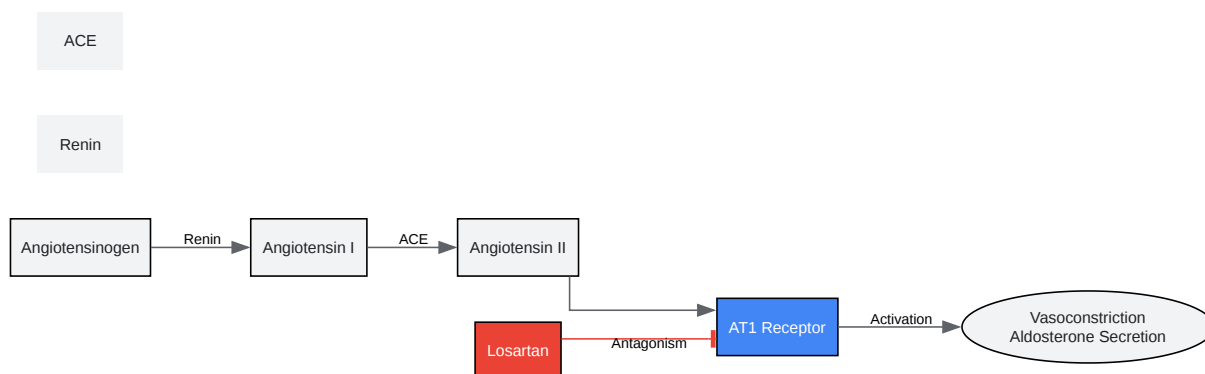 ACE
Renin
Angiotensinogen
Renin
Angiotensin I
ACE
Angiotensin II
Losartan
Antagonism
AT1 Receptor
Activation
Vasoconstriction
Aldosterone Secretion